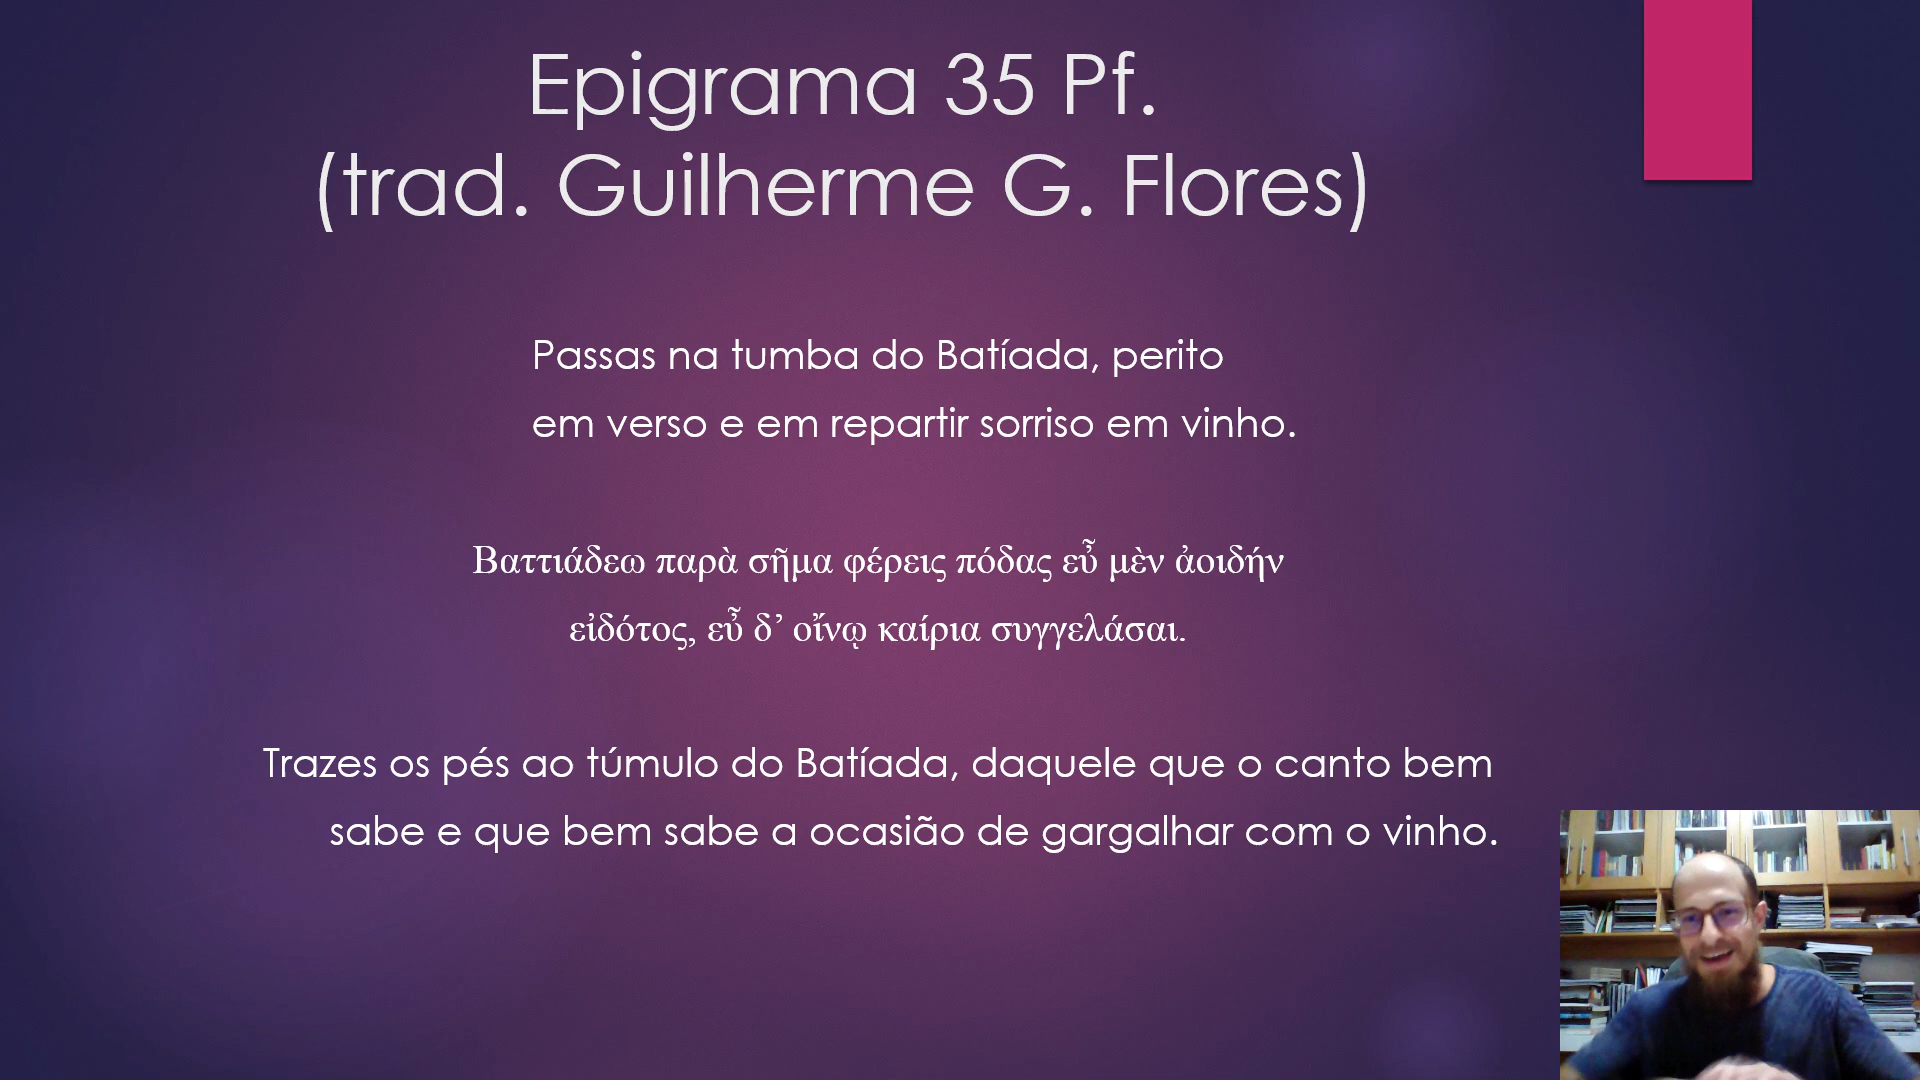 Epigrama 35 Pf.
(trad. Guilherme G. Flores)
Passas na tumba do Batíada, perito
em verso e em repartir sorriso em vinho.
Βαττιάδεω παρὰ σῆμα φέρεις πόδας εὖ μὲν ἀοιδήν
εἰδότος, εὖ δ’ οἴνῳ καίρια συγγελάσαι.
Trazes os pés ao túmulo do Batíada, daquele que o canto bem
sabe e que bem sabe a ocasião de gargalhar com o vinho.